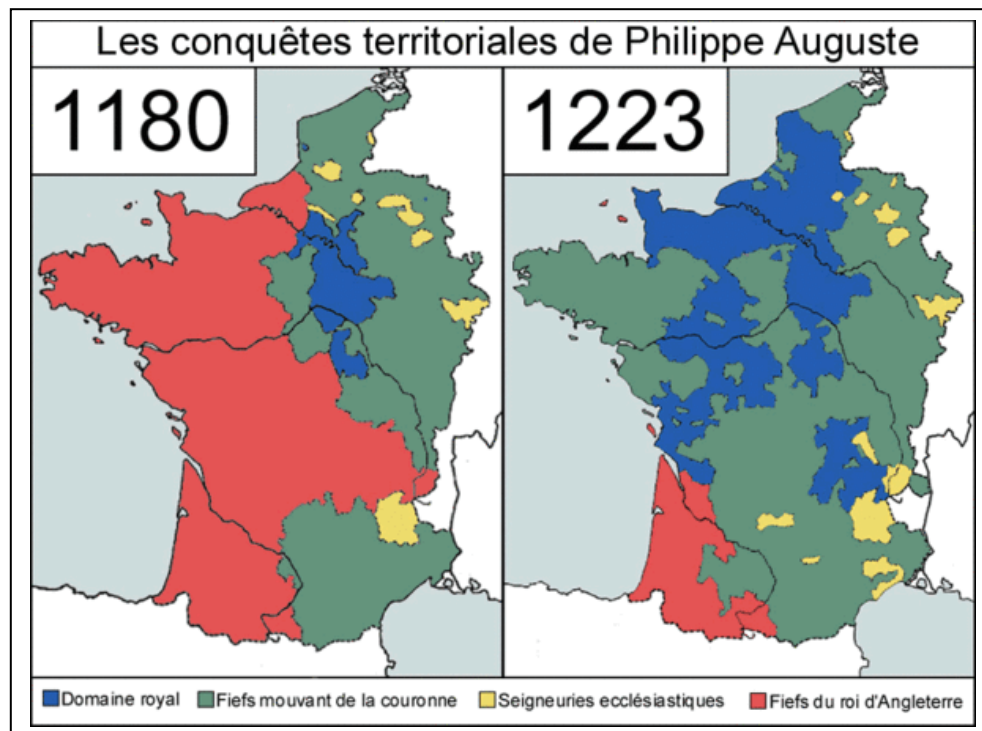 Les conquêtes territoriales de Philippe Auguste
1180
1223
Domaine royal
Fiefs mouvant de la couronne
Seigneuries ecclésiastiques
Fiefs du roi d'Angleterre